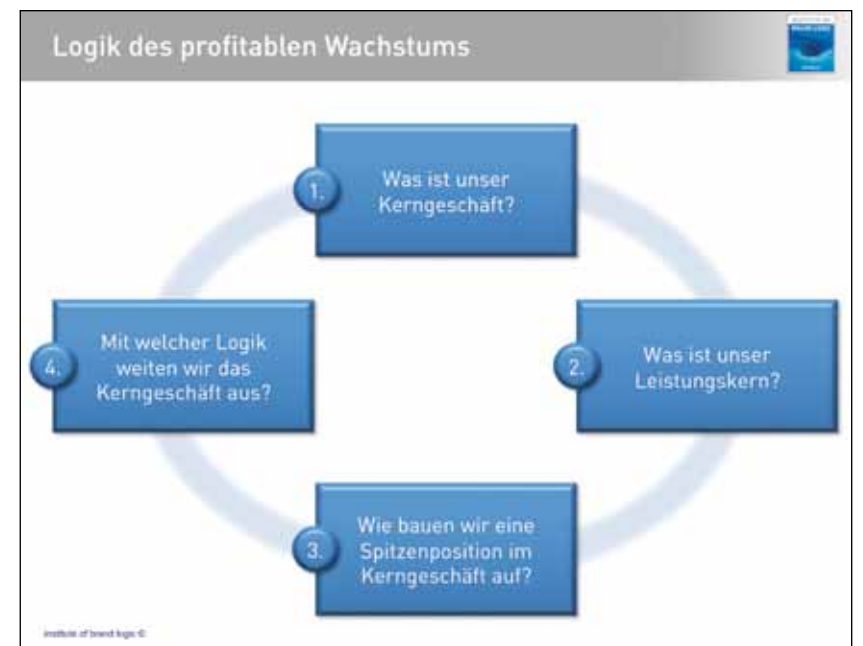 Logik des profitablen Wachstums
1.
Was ist unser
Kerngeschäft?
2.
Was ist unser
Leistungskern?
3.
Wie bauen wir eine
Spitzenposition im
Kerngeschäft auf?
4.
Mit welcher Logik
weiten wir das
Kerngeschäft aus?
institute of brand logic ©